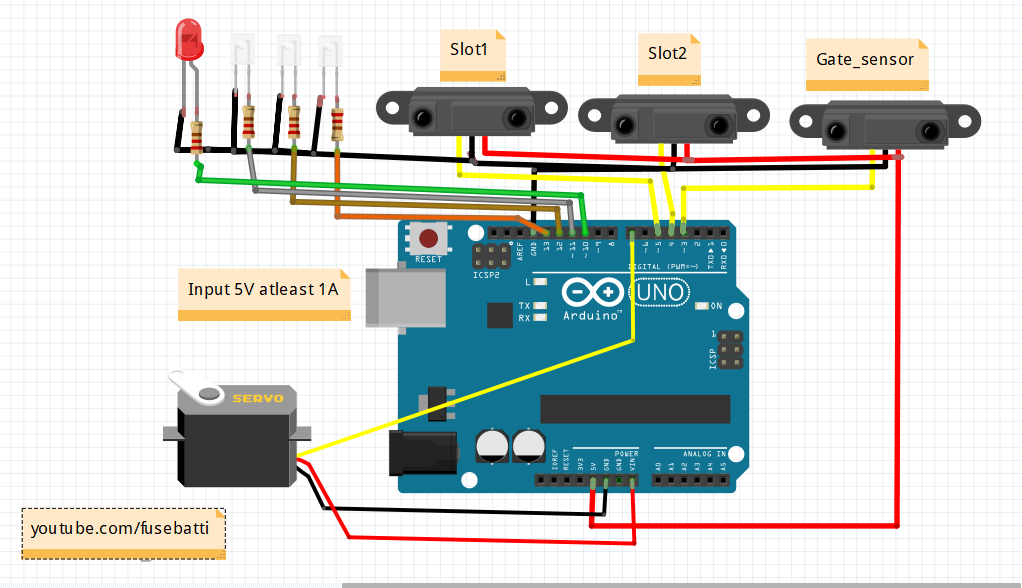 Slot1
Slot2
Gate_sensor
RESET
ICSP2
AREF
GND
13
12
~11
~10
~9
8
7
~6
~5
4
~3
2
TXD▶1
RXD◀0
DIGITAL (PWM=~)
Input 5V atleast 1A
L
TX
RX
Arduino™
UNO
ON
1
ICSP
SERVO
POWER
ANALOG IN
IOREF
RESET
3V3
5V
GND
GND
VIN
A0
A1
A2
A3
A4
A5
youtube.com/fusebatti